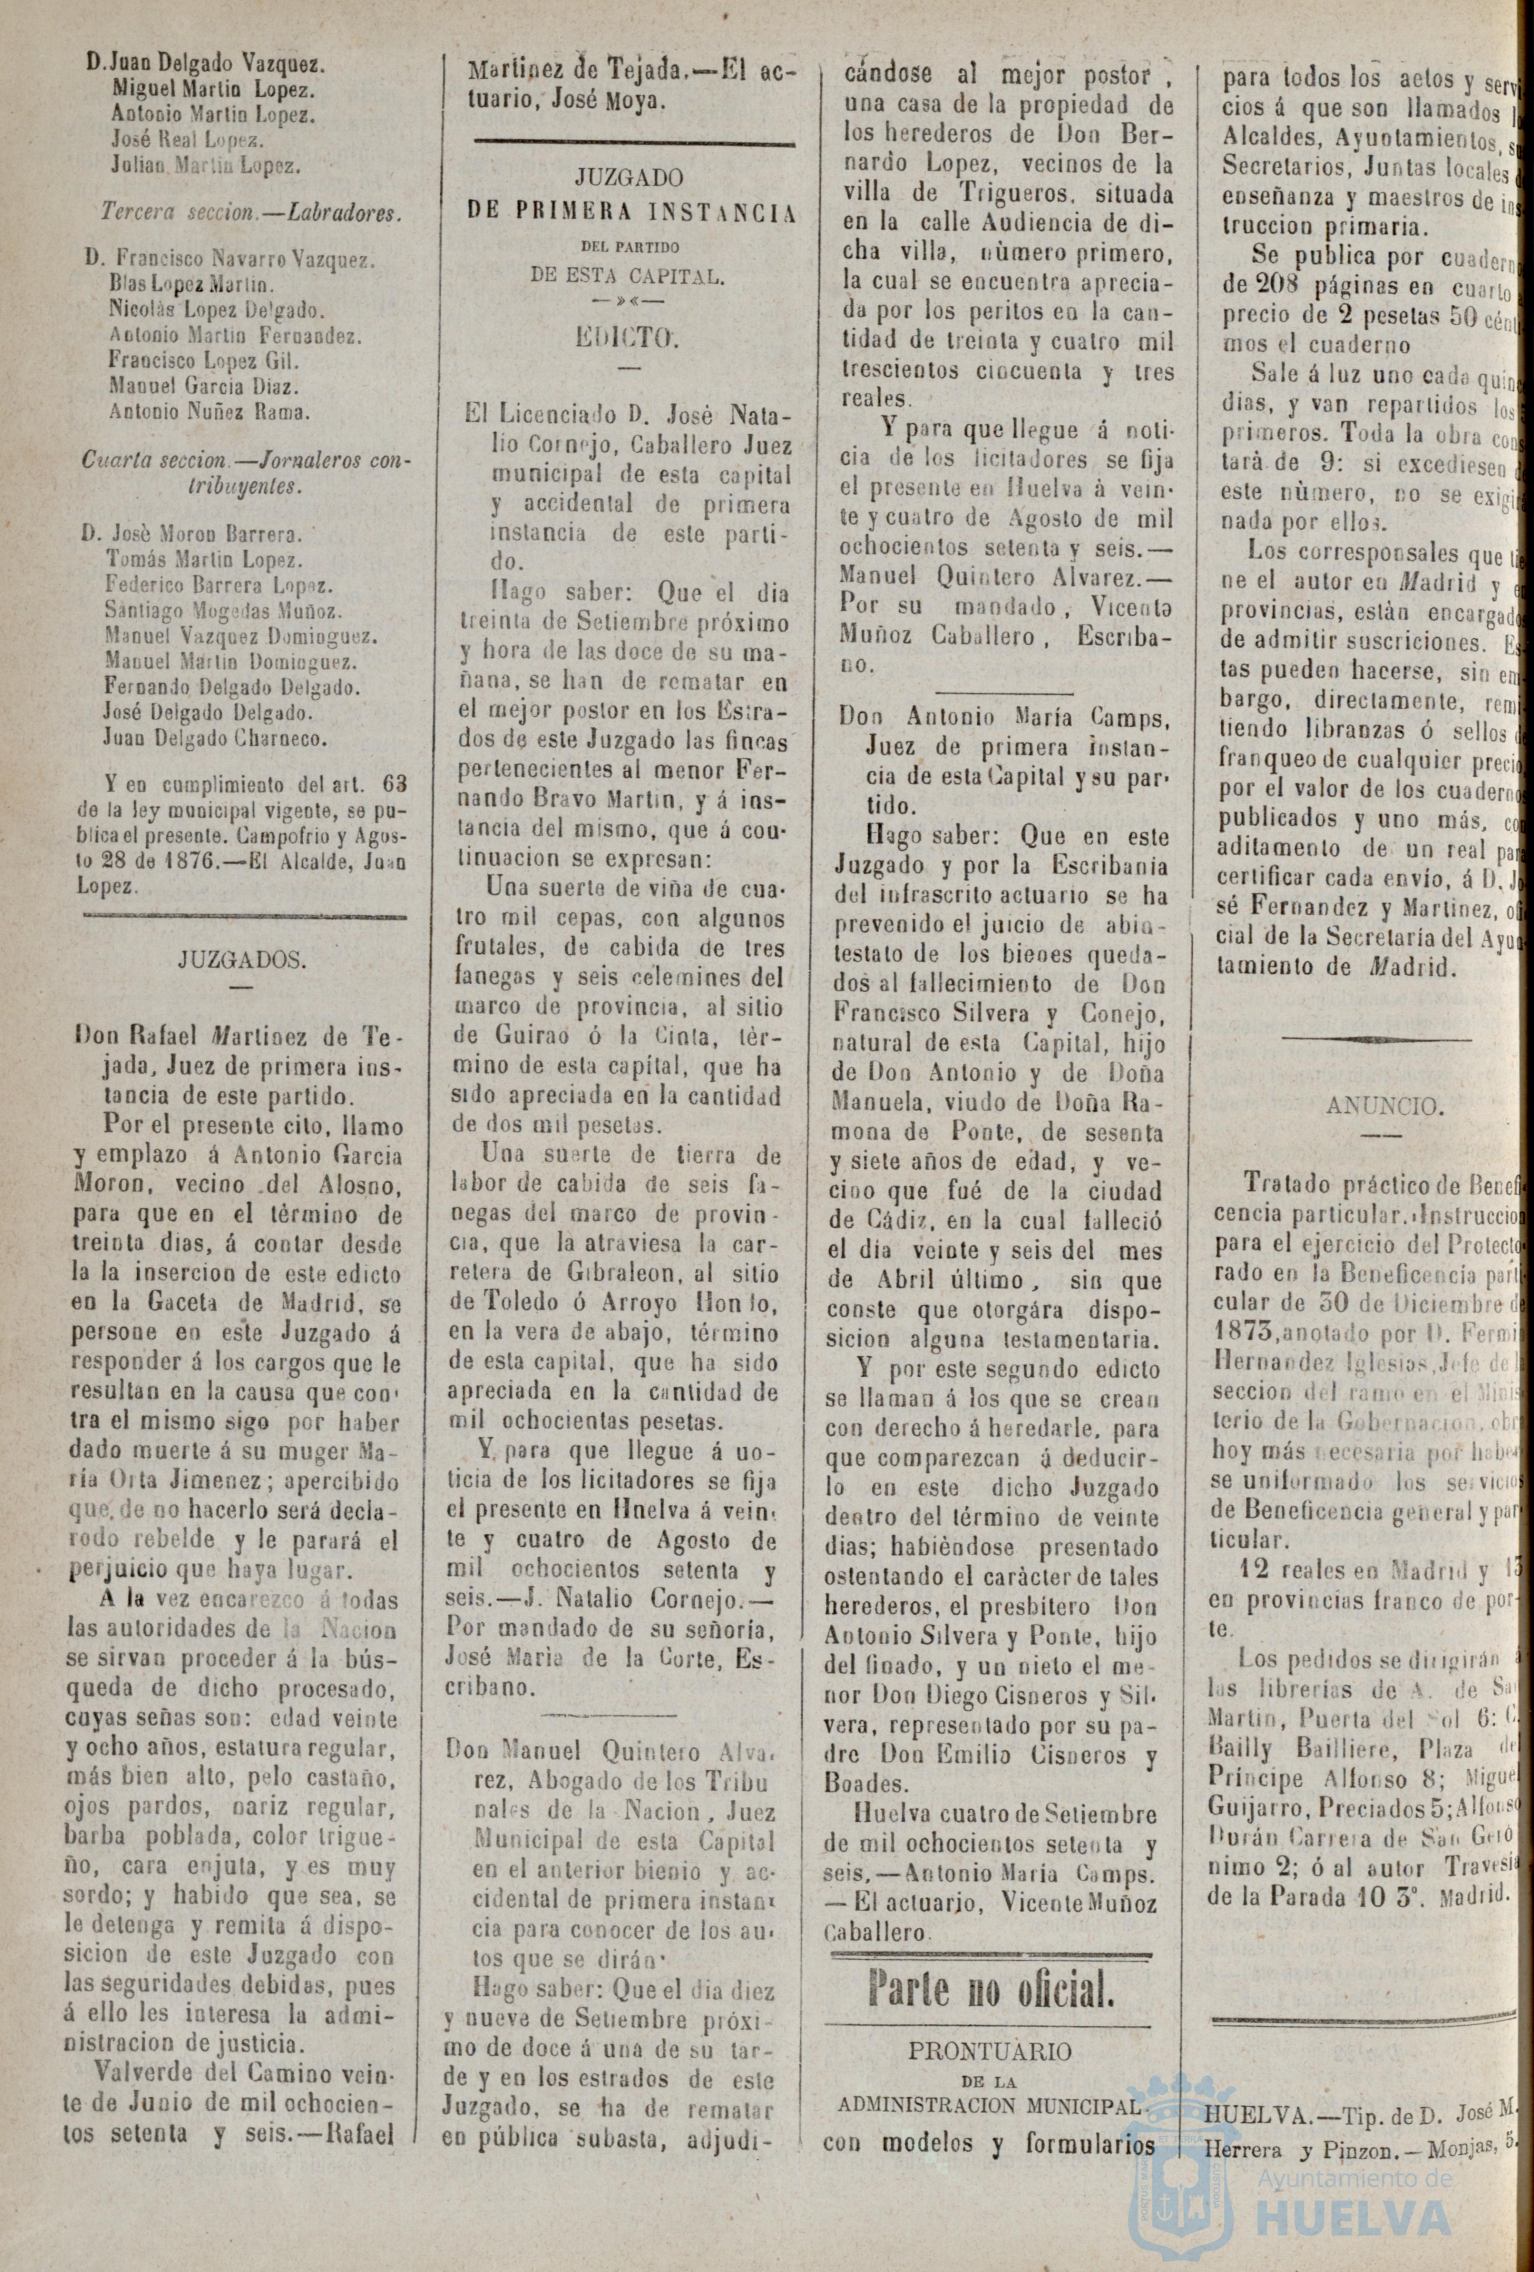 D. Juan Delgado Vazquez.
Miguel Martin Lopez.
Antonio Martin Lopez.
José Real Lopez.
Julian Martin Lopez.
Tercera seccion.—Labradores.
D. Francisco Navarro Vazquez.
Blas Lopez Martin.
Nicolás Lopez Delgado.
Antonio Martin Fernandez.
Francisco Lopez Gil.
Manuel Garcia Diaz.
Antonio Nuñez Rama.
Cuarta seccion.—Jornaleros con-
tribuyentes.
D. Josè Moron Barrera.
Tomás Martin Lopez.
Federico Barrera Lopez.
Santiago Mogedas Muñoz.
Manuel Vazquez Dominguez.
Manuel Martin Dominguez.
Fernando Delgado Delgado.
José Delgado Delgado.
Juan Delgado Charneco.
Y en cumplimiento del art. 63
de la ley municipal vigente, se pu-
blica el presente. Campofrio y Agos-
to 28 de 1876.—El Alcalde, Juan
Lopez.
JUZGADOS.
Don Rafael Martinez de Te-
jada, Juez de primera ins-
tancia de este partido.
Por el presente cito, llamo
y emplazo á Antonio Garcia
Moron, vecino del Alosno,
para que en el tèrmino de
treinta dias, á contar desde
la la insercion de este edicto
en la Gaceta de Madrid, se
persone en este Juzgado á
responder á los cargos que le
resultan en la causa que con-
tra el mismo sigo por haber
dado muerte á su muger Ma-
ría Orta Jimenez; apercibido
que de no hacerlo será decla-
rodo rebelde y le parará el
perjuicio que haya lugar.
A la vez encarezco á todas
las autoridades de la Nacion
se sirvan proceder á la bús-
queda de dicho procesado,
cuyas señas son: edad veinte
y ocho años, estatura regular,
más bien alto, pelo castaño,
ojos pardos, nariz regular,
barba poblada, color trigue-
ño, cara enjuta, y es muy
sordo; y habido que sea, se
le detenga y remita á dispo-
sicion de este Juzgado con
las seguridades debidas, pues
á ello les interesa la admi-
nistracion de justicia.
Valverde del Camino vein-
te de Junio de mil ochocien-
tos setenta y seis.—Rafael
Martinez de Tejada.—El ac-
tuario, José Moya.
JUZGADO
DE PRIMERA INSTANCIA
DEL PARTIDO
DE ESTA CAPITAL.
—»«—
EDICTO.
El Licenciado D. Josè Nata-
lio Cornejo, Caballero Juez
municipal de esta capital
y accidental de primera
instancia de este parti-
do.
Hago saber: Que el dia
treinta de Setiembre próximo
y hora de las doce de su ma-
ñana, se han de rematar en
el mejor postor en los Estra-
dos de este Juzgado las fincas
pertenecientes al menor Fer-
nando Bravo Martin, y á ins-
tancia del mismo, que á con-
tinuacion se expresan:
Una suerte de viña de cua-
tro mil cepas, con algunos
frutales, de cabida de tres
fanegas y seis celemines del
marco de provincia, al sitio
de Guirao ó la Cinta, tèr-
mino de esta capítal, que ha
sido apreciada en la cantidad
de dos mil pesetas.
Una suerte de tierra de
labor de cabida de seis fa-
negas del marco de provin-
cia, que la atraviesa la car-
retera de Gibraleon, al sitio
de Toledo ó Arroyo Hondo,
en la vera de abajo, término
de esta capital, que ha sido
apreciada en la cantidad de
mil ochocientas pesetas.
Y para que llegue á no-
ticia de los licitadores se fija
el presente en Huelva á vein-
te y cuatro de Agosto de
mil ochocientos setenta y
seis.—J. Natalio Cornejo.—
Por mandado de su señoría,
José Marìa de la Corte, Es-
cribano.
Don Manuel Quintero Alva-
rez, Abogado de los Tribu
nales de la Nacion, Juez
Municipal de esta Capital
en el anterior bienio y ac-
cidental de primera instan-
cia para conocer de los au-
tos que se dirán
Hago saber: Que el dia diez
y nueve de Setiembre próxi-
mo de doce á una de su tar-
de y en los estrados de este
Juzgado, se ha de rematar
en pública subasta, adjudi-
cándose al mejor postor,
una casa de la propiedad de
los herederos de Don Ber-
nardo Lopez, vecinos de la
villa de Trigueros, situada
en la calle Audiencia de di-
cha villa, nùmero primero,
la cual se encuentra aprecia-
da por los peritos en la can-
tidad de treinta y cuatro mil
trescientos cincuenta y tres
reales.
Y para que llegue á noti-
cia de los licitadores se fija
el presente en Huelva à vein-
te y cuatro de Agosto de mil
ochocientos setenta y seis.—
Manuel Quintero Alvarez.—
Por su mandado, Vicente
Muñoz Caballero, Escriba-
no.
Don Antonio María Camps,
Juez de primera instan-
cia de esta Capital y su par-
tido.
Hago saber: Que en este
Juzgado y por la Escribania
del infrascrito actuario se ha
prevenido el juicio de abin-
testato de los bienes queda-
dos al fallecimiento de Don
Francisco Silvera y Conejo,
natural de esta Capital, hijo
de Don Antonio y de Doña
Manuela, viudo de Doña Ra-
mona de Ponte, de sesenta
y siete años de edad, y ve-
cino que fué de la ciudad
de Cádiz, en la cual falleció
el dia veinte y seis del mes
de Abril último, sin que
conste que otorgára dispo-
sicion alguna testamentaria.
Y por este segundo edicto
se llaman á los que se crean
con derecho á heredarle, para
que comparezcan á deducir-
lo en este dicho Juzgado
dentro del término de veinte
dias; habièndose presentado
ostentando el caràcter de tales
herederos, el presbítero Don
Antonio Silvera y Ponte, hijo
del finado, y un nieto el me-
nor Don Diego Cisneros y Sil-
vera, representado por su pa-
dre Don Emilio Cisneros y
Boades.
Huelva cuatro de Setiembre
de mil ochocientos setenta y
seis,—Antonio Maria Camps.
—El actuario, Vicente Muñoz
Caballero.
Parte no oficial.
PRONTUARIO
DE LA
ADMINISTRACION MUNICIPAL
con modelos y formularios
para todos los actos y servi
cios á que son llamados l
Alcaldes, Ayuntamientos, su
Secretarios, Juntas locales
enseñanza y maestros de ins
truccion primaria.
Se publica por cuaderno
de 208 páginas en cuarto
precio de 2 pesetas 50 cénti
mos el cuaderno
Sale á luz uno cada quin
dias, y van repartidos los
primeros. Toda la obra cons
tarà de 9: si excediesen
este nùmero, no se exigi
nada por ellos.
Los corresponsales que tie
ne el autor en Madrid y e
provincias, estàn encargado
de admitir suscriciones. Es
tas pueden hacerse, sin em
bargo, directamente, remi
tiendo libranzas ó sellos d
franqueo de cualquier precio
por el valor de los cuaderno
publicados y uno más, co
aditamento de un real par
certificar cada envío, á D. Jo
sé Fernandez y Martinez, ofi
cial de la Secretaría del Ayun
tamiento de Madrid.
ANUNCIO.
Tratado práctico de Benefi
cencia particular. Instruccion
para el ejercicio del Protecto
rado en la Beneficencia parti
cular de 30 de Diciembre de
1873, anotado por D. Fermi
Hernandez Iglesias, Jefe de l
seccion del ramo en el Minis
terio de la Gobernacion, obra
hoy más necesaria por haber
se uniformado los servicios
de Beneficencia general y par
ticular.
12 reales en Madrid y 13
en provincias franco de por-
te.
Los pedidos se dirigirán á
las librerías de A. de San
Martin, Puerta del Sol 6: C.
Bailly Bailliere, Plaza del
Príncipe Alfonso 8; Miguel
Guijarro, Preciados 5; Alfonso
Durán Carrera de San Geró
nimo 2; ó al autor Travesia
de la Parada 10 3º. Madrid.
HUELVA.—Tip. de D. José M.
Herrera y Pinzon.—Monjas, 5.
Ayuntamiento de
HUELVA